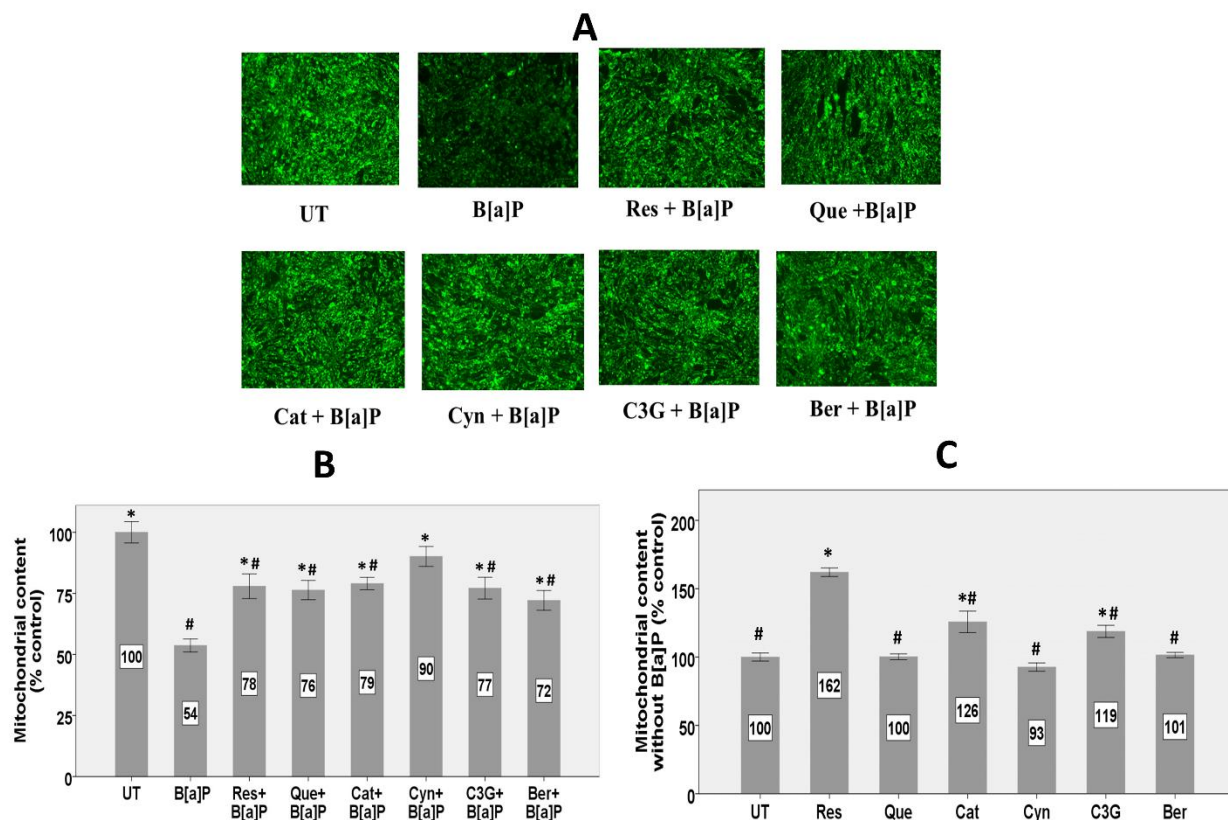 A
UT
B[a]P
Res + B[a]P
Que +B[a]P
Cat + B[a]P
Cyn + B[a]P
C3G + B[a]P
Ber + B[a]P
B
Mitochondrial content
(% control)
100
75
50
25
0
*
#
*#
*#
*#
*
*#
*#
100
54
78
76
79
90
77
72
UT
B[a]P
Res+
B[a]P
Que+
B[a]P
Cat+
B[a]P
Cyn+
B[a]P
C3G+
B[a]P
Ber+
B[a]P
C
Mitochondrial content
without B[a]P (% control)
200
150
100
50
0
#
*
#
*#
#
*#
#
100
162
100
126
93
119
101
UT
Res
Que
Cat
Cyn
C3G
Ber